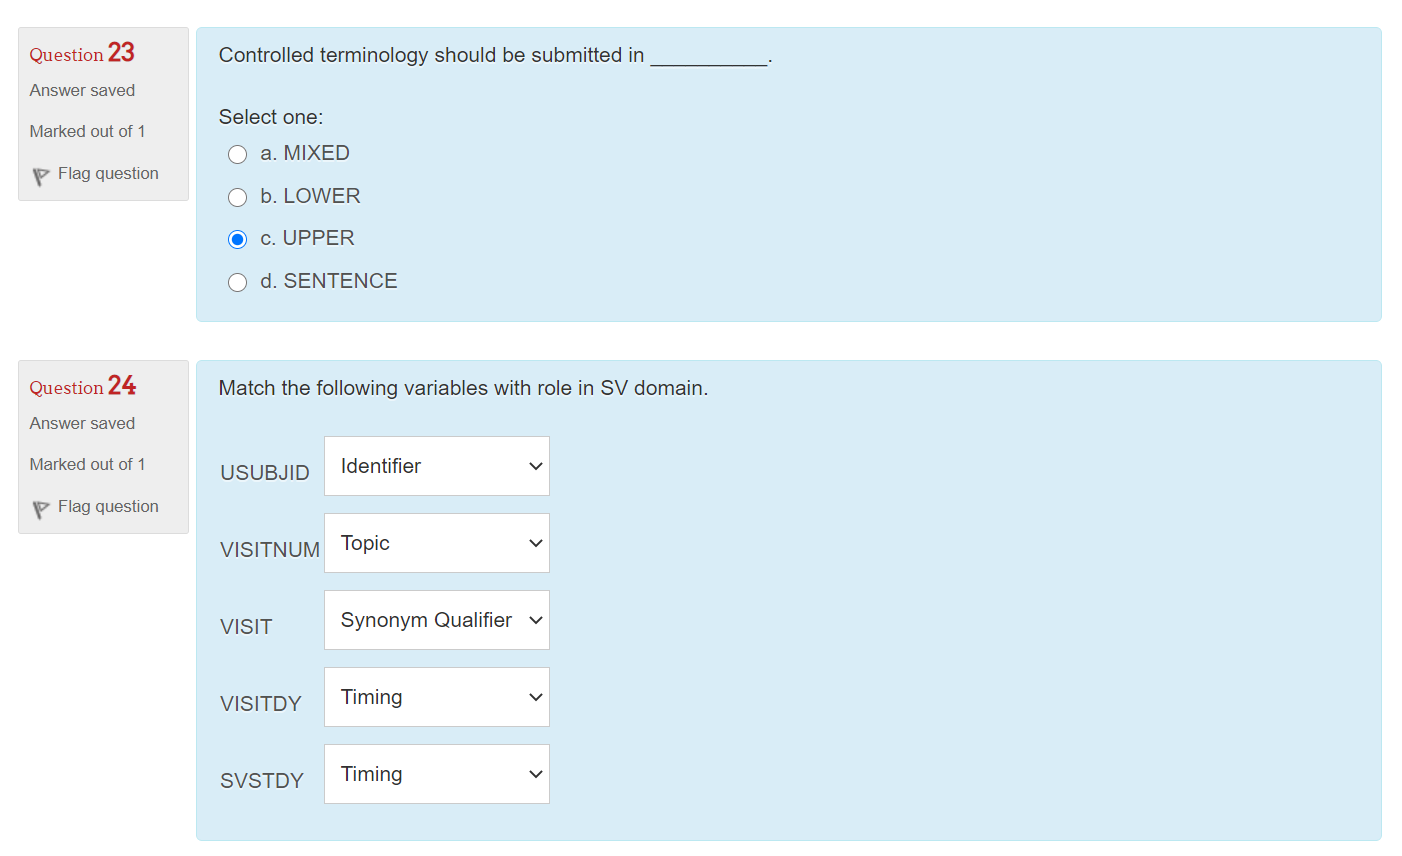 Question 23
Answer saved
Marked out of 1
Flag question
Controlled terminology should be submitted in ___________.
Select one:
a. MIXED
b. LOWER
c. UPPER
d. SENTENCE
Question 24
Answer saved
Marked out of 1
Flag question
Match the following variables with role in SV domain.
USUBJID Identifier
VISITNUM Topic
VISIT Synonym Qualifier
VISITDY Timing
SVSTDY Timing